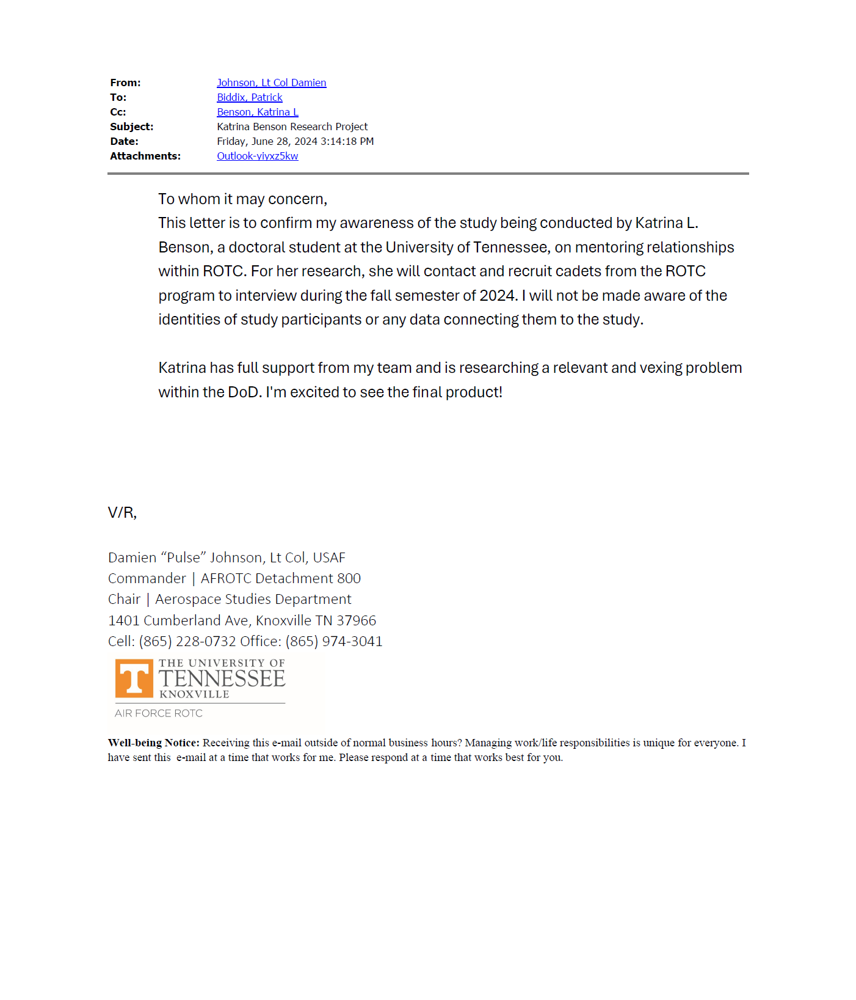 From: Johnson, Lt Col Damien
To: Biddix, Patrick
Cc: Benson, Katrina L
Subject: Katrina Benson Research Project
Date: Friday, June 28, 2024 3:14:18 PM
Attachments: Outlook-yiyxz5kw
To whom it may concern,
This letter is to confirm my awareness of the study being conducted by Katrina L.
Benson, a doctoral student at the University of Tennessee, on mentoring relationships
within ROTC. For her research, she will contact and recruit cadets from the ROTC
program to interview during the fall semester of 2024. I will not be made aware of the
identities of study participants or any data connecting them to the study.
Katrina has full support from my team and is researching a relevant and vexing problem
within the DoD. I'm excited to see the final product!
V/R,
Damien “Pulse” Johnson, Lt Col, USAF
Commander | AFROTC Detachment 800
Chair | Aerospace Studies Department
1401 Cumberland Ave, Knoxville TN 37966
Cell: (865) 228-0732 Office: (865) 974-3041
T
THE UNIVERSITY OF
TENNESSEE
KNOXVILLE
AIR FORCE ROTC
Well-being Notice: Receiving this e-mail outside of normal business hours? Managing work/life responsibilities is unique for everyone. I
have sent this  e-mail at a time that works for me. Please respond at a time that works best for you.